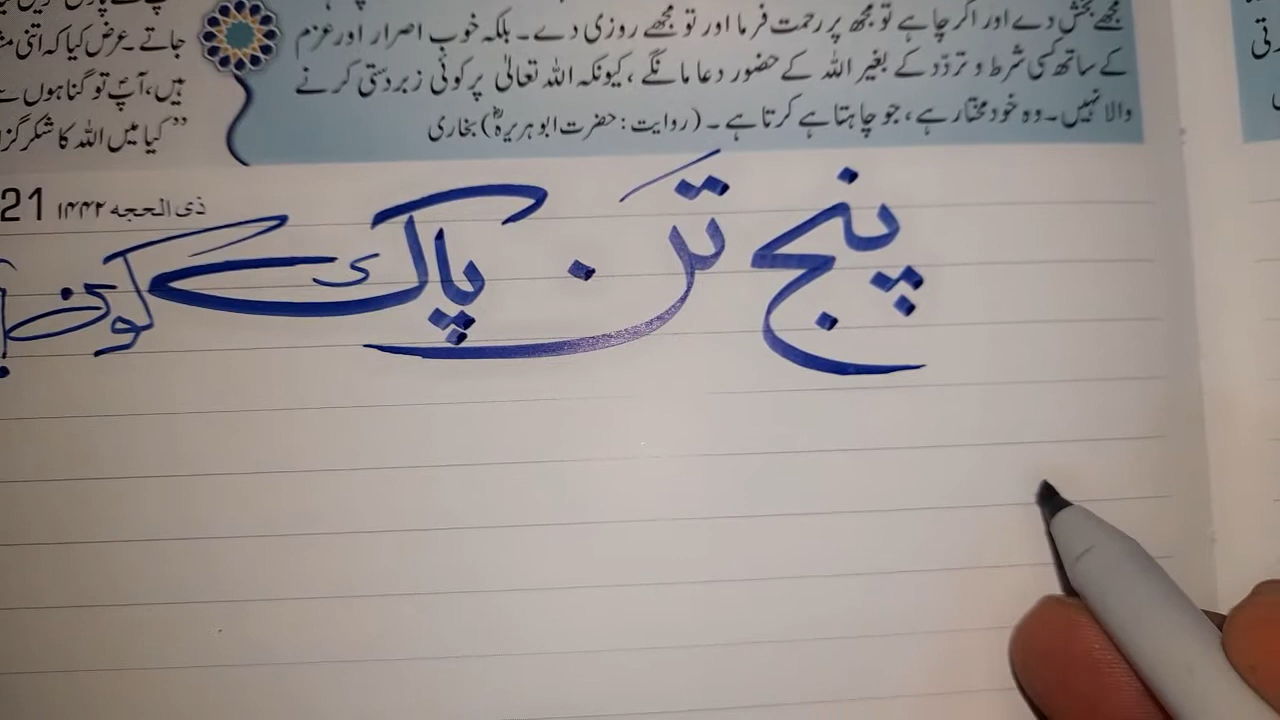 مجھے بخش دے اور اگر چاہے تو مجھ پر رحمت فرما اور تو مجھے روزی دے۔ بلکہ خوب اصرار اور عزم
کے ساتھ کسی شرط و تردّد کے بغیر اللہ کے حضور دعا مانگے، کیونکہ اللہ تعالیٰ پر کوئی زبردستی کرنے
والا نہیں۔ وہ خود مختار ہے، جو چاہتا ہے کرتا ہے۔ (روایت: حضرت ابو ہریرہؓ) بخاری
جاتے۔ عرض کیا کہ اتنی
ہیں، آپؐ تو گناہوں
”کیا میں اللہ کا شکر
21 ذی الحجہ ۱۴۴۲
پنج تن پاک کو